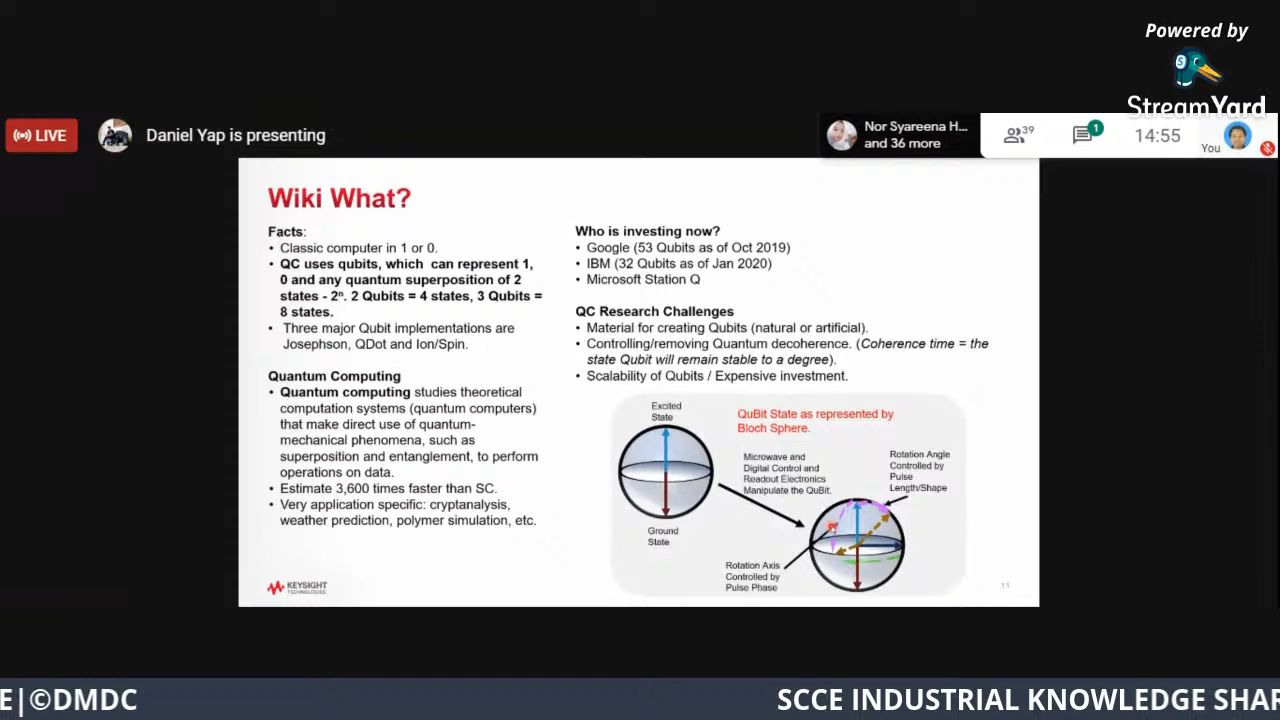 Powered by
StreamYard
LIVE
Daniel Yap is presenting
Nor Syareena H...
and 36 more
39
1
14:55
You
Wiki What?
Facts:
• Classic computer in 1 or 0.
• QC uses qubits, which can represent 1,
0 and any quantum superposition of 2
states - 2ⁿ. 2 Qubits = 4 states, 3 Qubits =
8 states.
• Three major Qubit implementations are
Josephson, QDot and Ion/Spin.
Quantum Computing
• Quantum computing studies theoretical
computation systems (quantum computers)
that make direct use of quantum-
mechanical phenomena, such as
superposition and entanglement, to perform
operations on data.
• Estimate 3,600 times faster than SC.
• Very application specific: cryptanalysis,
weather prediction, polymer simulation, etc.
Who is investing now?
• Google (53 Qubits as of Oct 2019)
• IBM (32 Qubits as of Jan 2020)
• Microsoft Station Q
QC Research Challenges
• Material for creating Qubits (natural or artificial).
• Controlling/removing Quantum decoherence. (Coherence time = the
state Qubit will remain stable to a degree).
• Scalability of Qubits / Expensive investment.
Excited
State
QuBit State as represented by
Bloch Sphere.
Microwave and
Digital Control and
Readout Electronics
Manipulate the QuBit.
Rotation Angle
Controlled by
Pulse
Length/Shape
Ground
State
Rotation Axis
Controlled by
Pulse Phase
KEYSIGHT
TECHNOLOGIES
11
E|©DMDC
SCCE INDUSTRIAL KNOWLEDGE SHAR